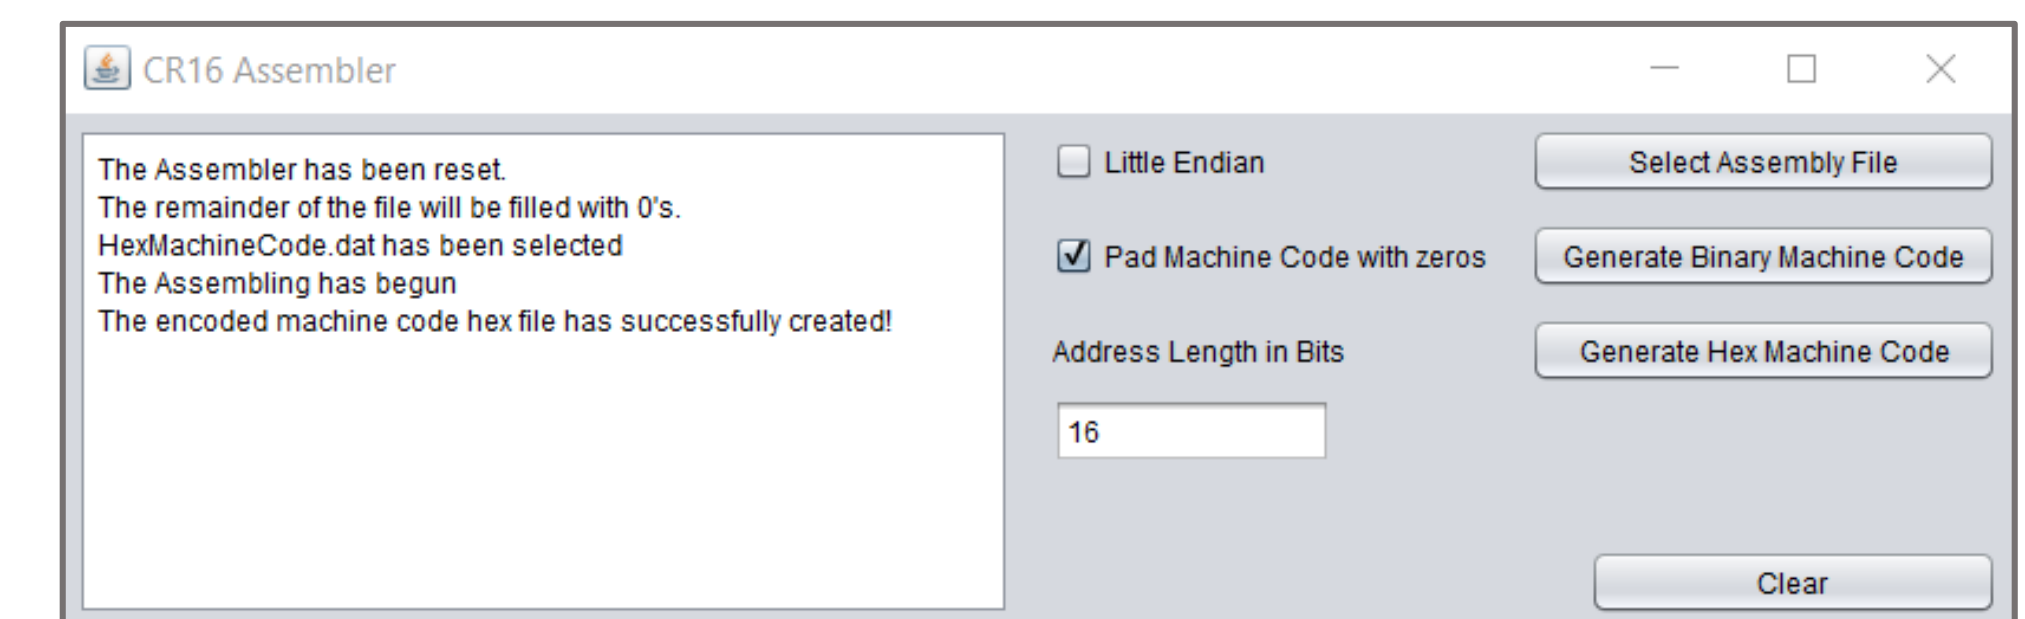 CR16 Assembler
The Assembler has been reset.
The remainder of the file will be filled with 0's.
HexMachineCode.dat has been selected
The Assembling has begun
The encoded machine code hex file has successfully created!
Little Endian
Select Assembly File
Pad Machine Code with zeros
Generate Binary Machine Code
Address Length in Bits
Generate Hex Machine Code
16
Clear